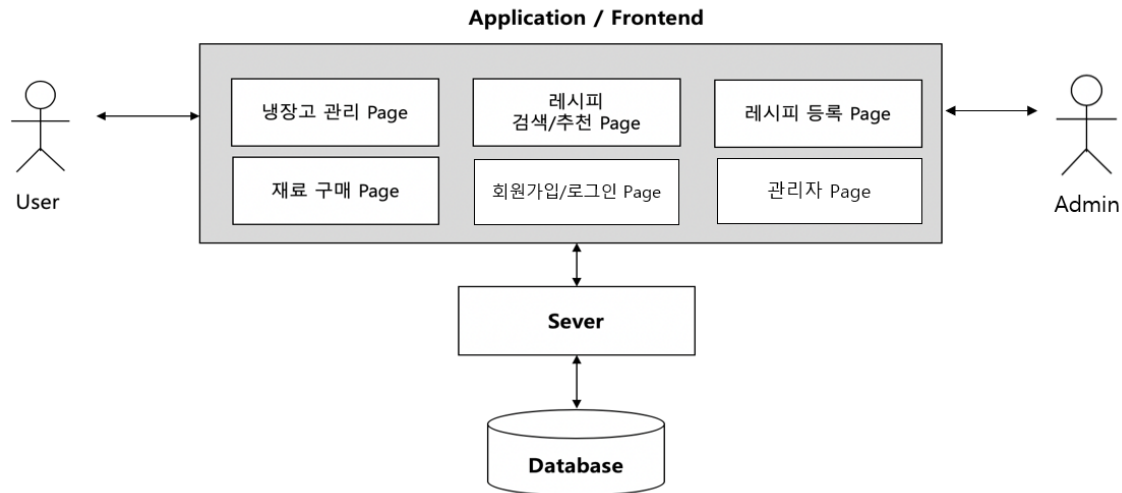 Application / Frontend
냉장고 관리 Page
레시피
검색/추천 Page
레시피 등록 Page
재료 구매 Page
회원가입/로그인 Page
관리자 Page
User
Admin
Sever
Database